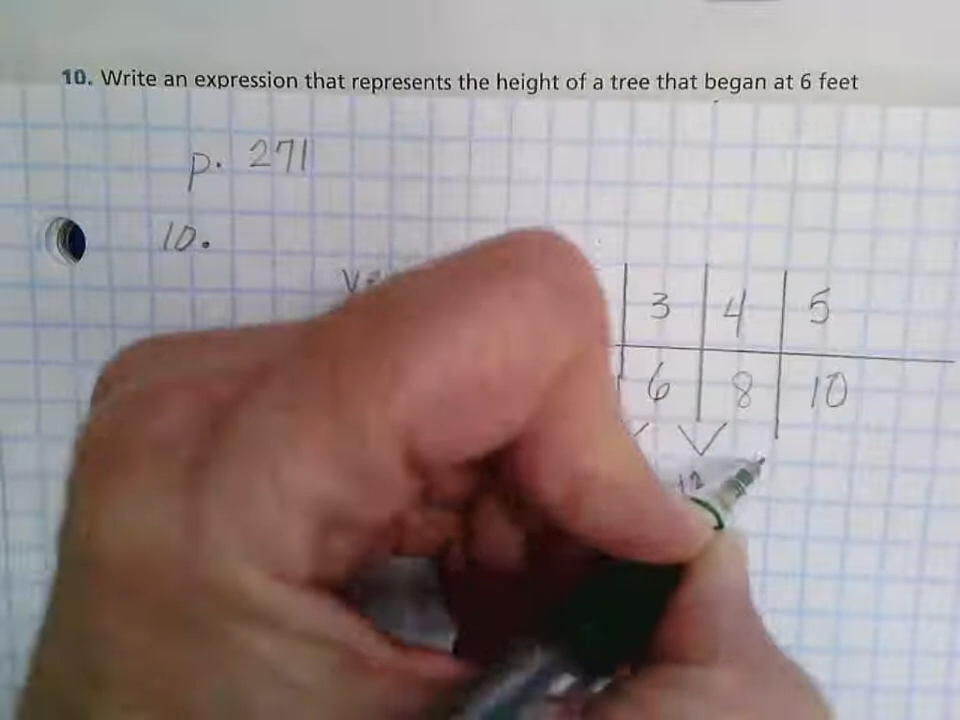 10. Write an expression that represents the height of a tree that began at 6 feet
p. 271
10.
3 4 5
6 8 10
+2